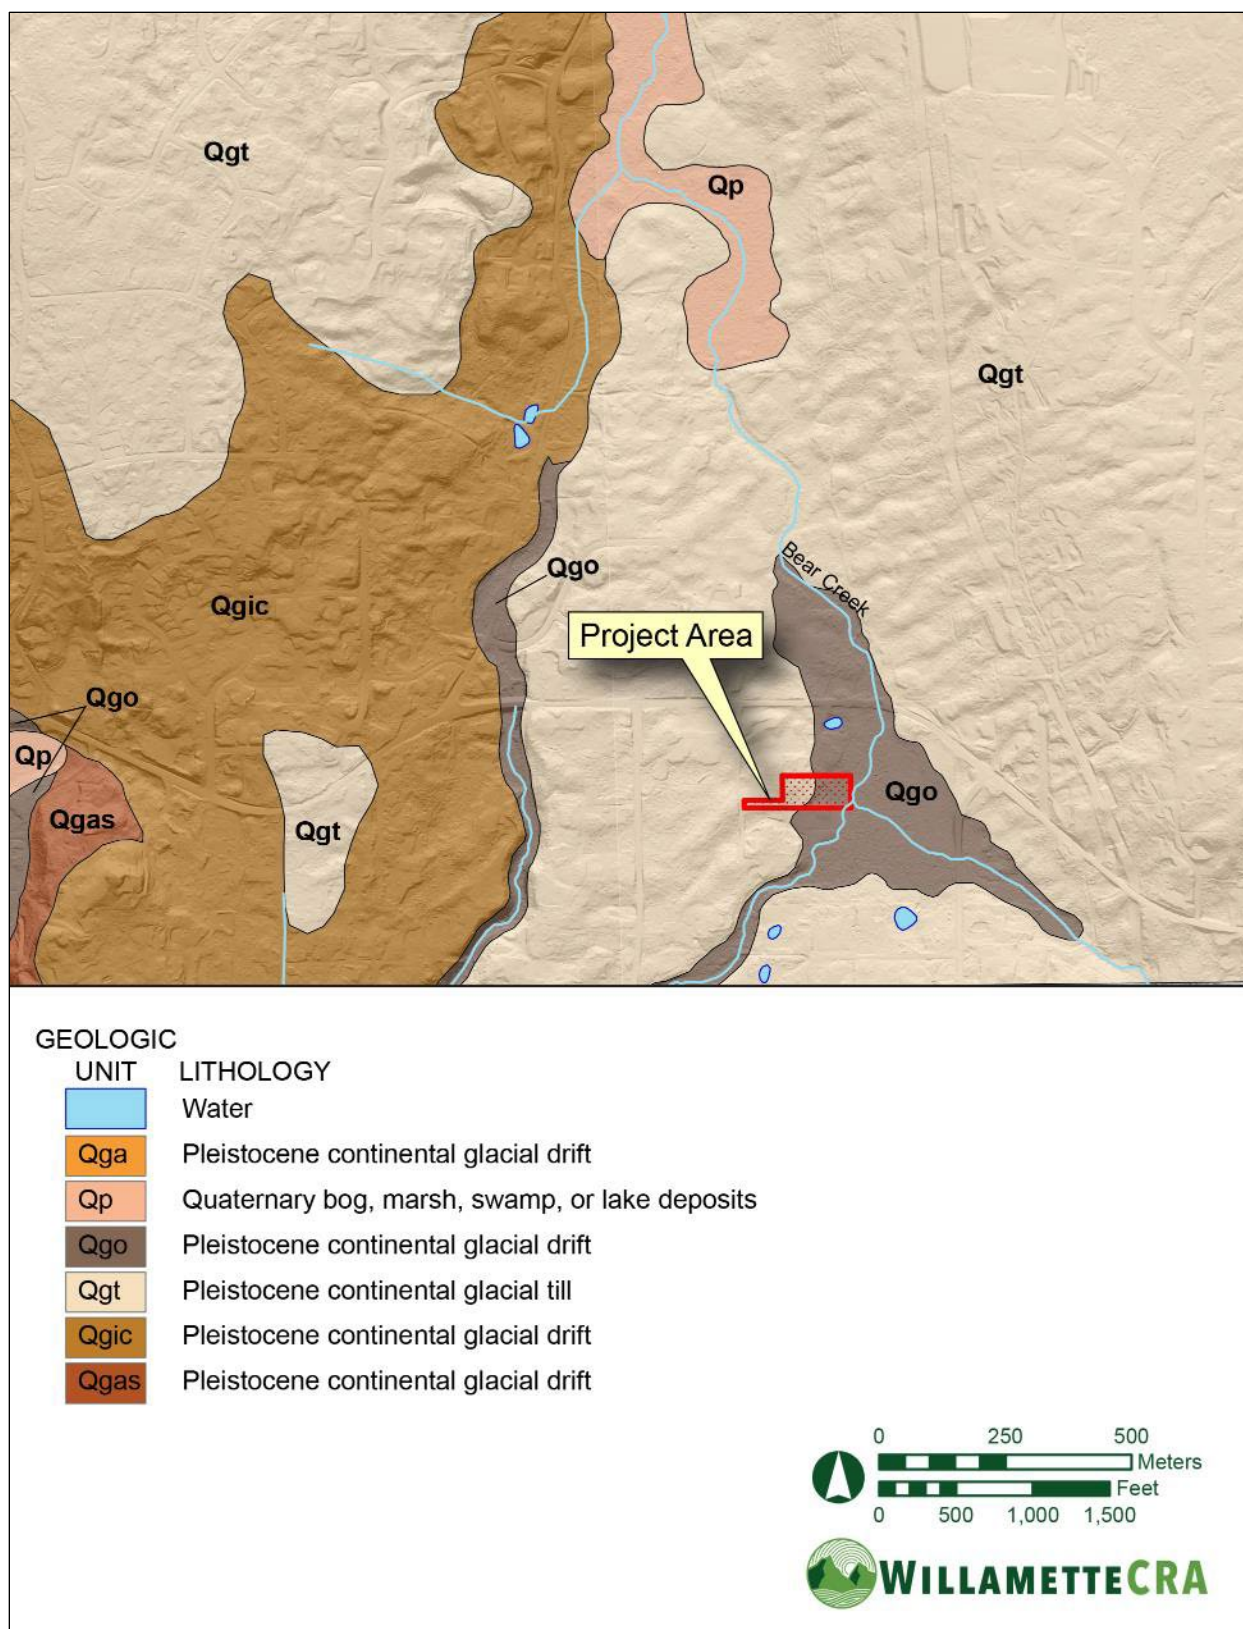 Qgt
Qp
Qgt
Bear Creek
Qgo
Qgic
Project Area
Qgo
Qp
Qgo
Qgas
Qgt
GEOLOGIC
UNIT LITHOLOGY
Water
Qga Pleistocene continental glacial drift
Qp Quaternary bog, marsh, swamp, or lake deposits
Qgo Pleistocene continental glacial drift
Qgt Pleistocene continental glacial till
Qgic Pleistocene continental glacial drift
Qgas Pleistocene continental glacial drift
0 250 500
Meters
Feet
0 500 1,000 1,500
WILLAMETTECRA